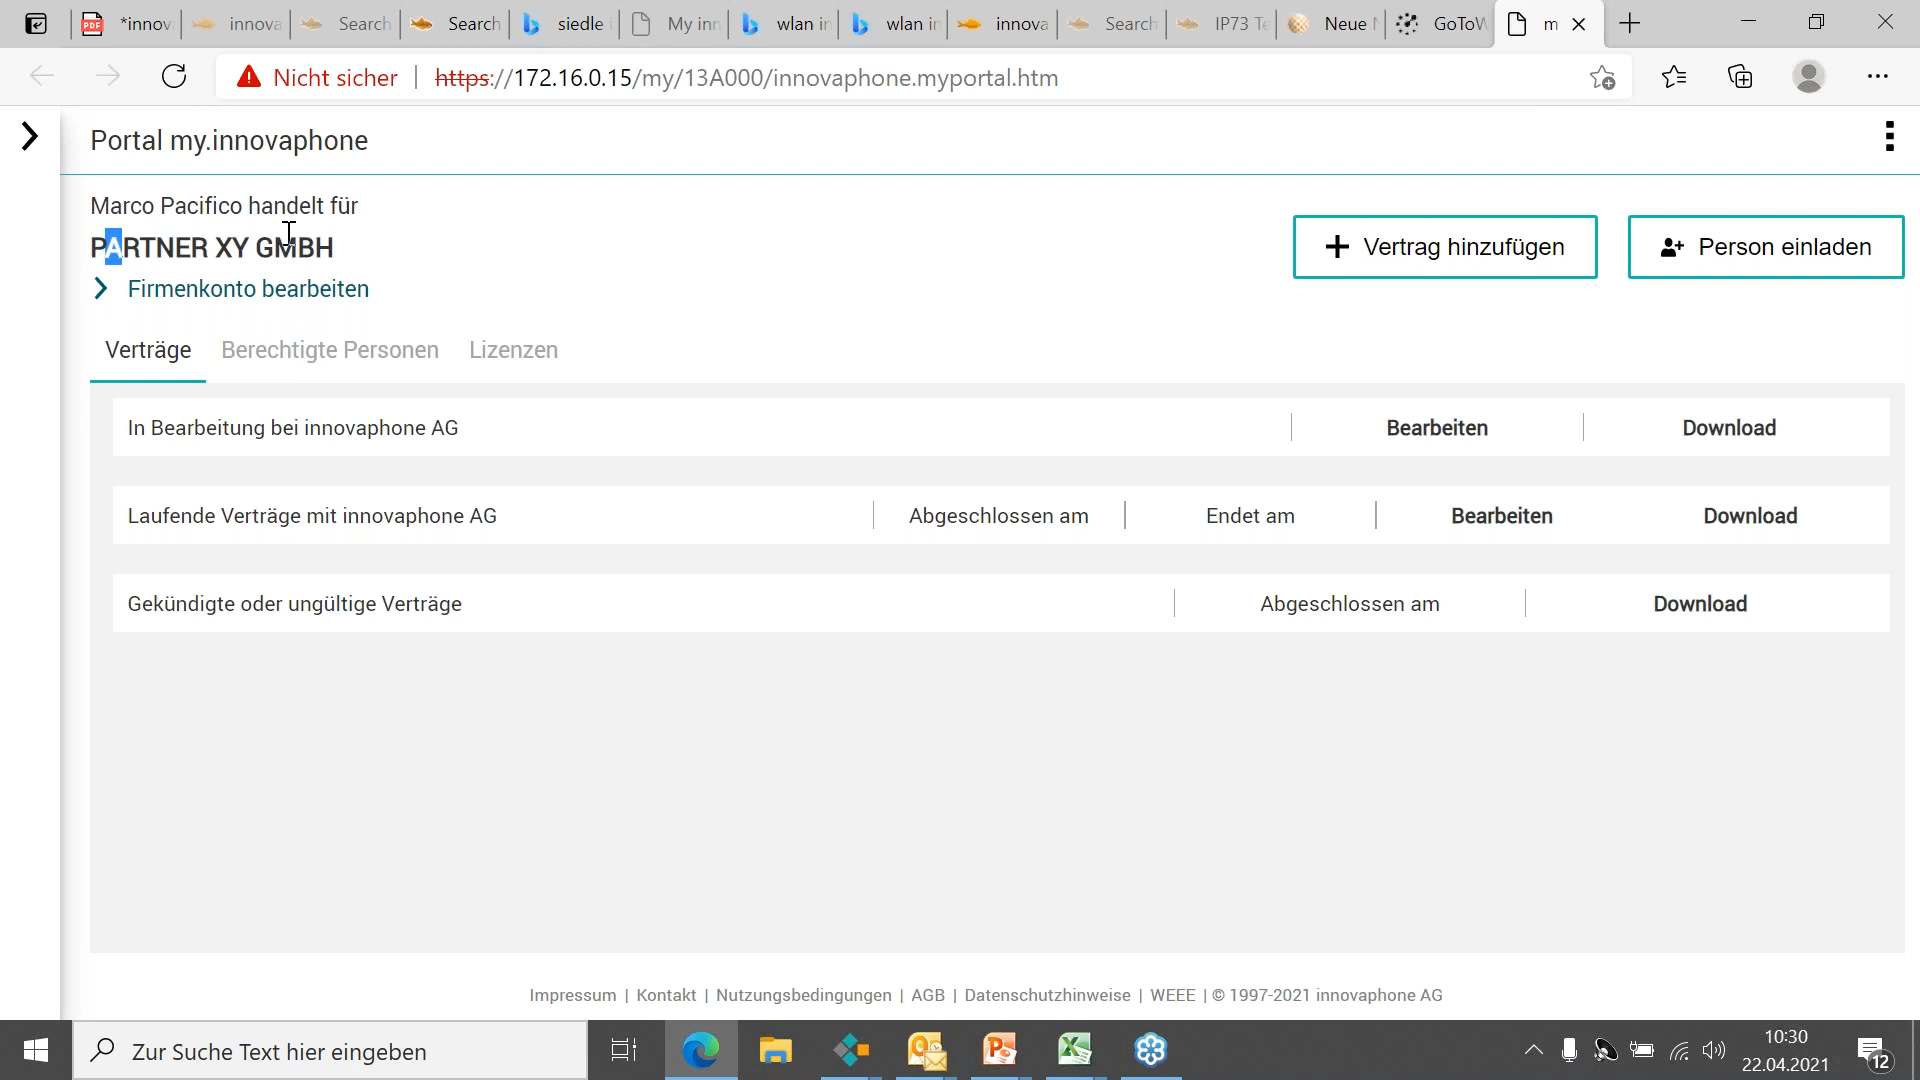 *innov
innova
Search
Search
siedle i
My inn
wlan in
wlan in
innova
Search
IP73 Te
Neue
GoToW
m
Nicht sicher | https://172.16.0.15/my/13A000/innovaphone.myportal.htm
Portal my.innovaphone
Marco Pacifico handelt für
PARTNER XY GMBH
Firmenkonto bearbeiten
Vertrag hinzufügen
Person einladen
Verträge
Berechtigte Personen
Lizenzen
In Bearbeitung bei innovaphone AG
Bearbeiten
Download
Laufende Verträge mit innovaphone AG
Abgeschlossen am
Endet am
Bearbeiten
Download
Gekündigte oder ungültige Verträge
Abgeschlossen am
Download
Impressum | Kontakt | Nutzungsbedingungen | AGB | Datenschutzhinweise | WEEE | © 1997-2021 innovaphone AG
Zur Suche Text hier eingeben
10:30
22.04.2021
12